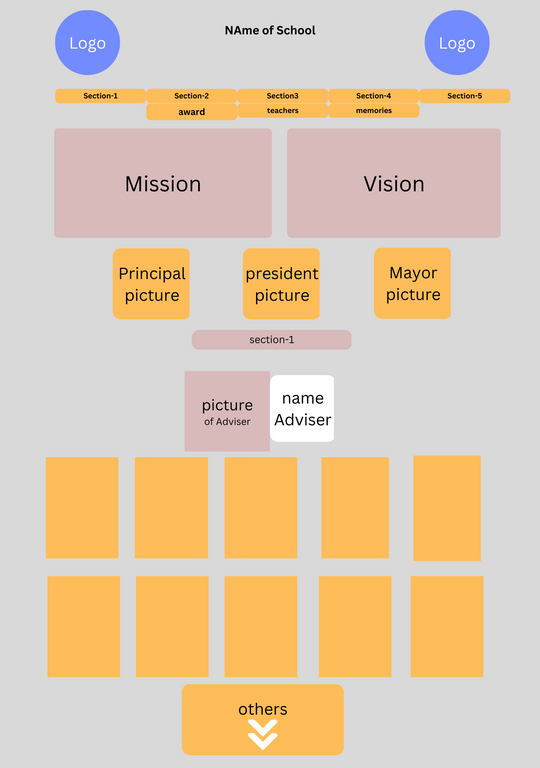 NAme of School
Logo
Logo
Section-1
Section-2
Section3
Section-4
Section-5
award
teachers
memories
Mission
Vision
Principal
picture
president
picture
Mayor
picture
section-1
picture
of Adviser
name
Adviser
others